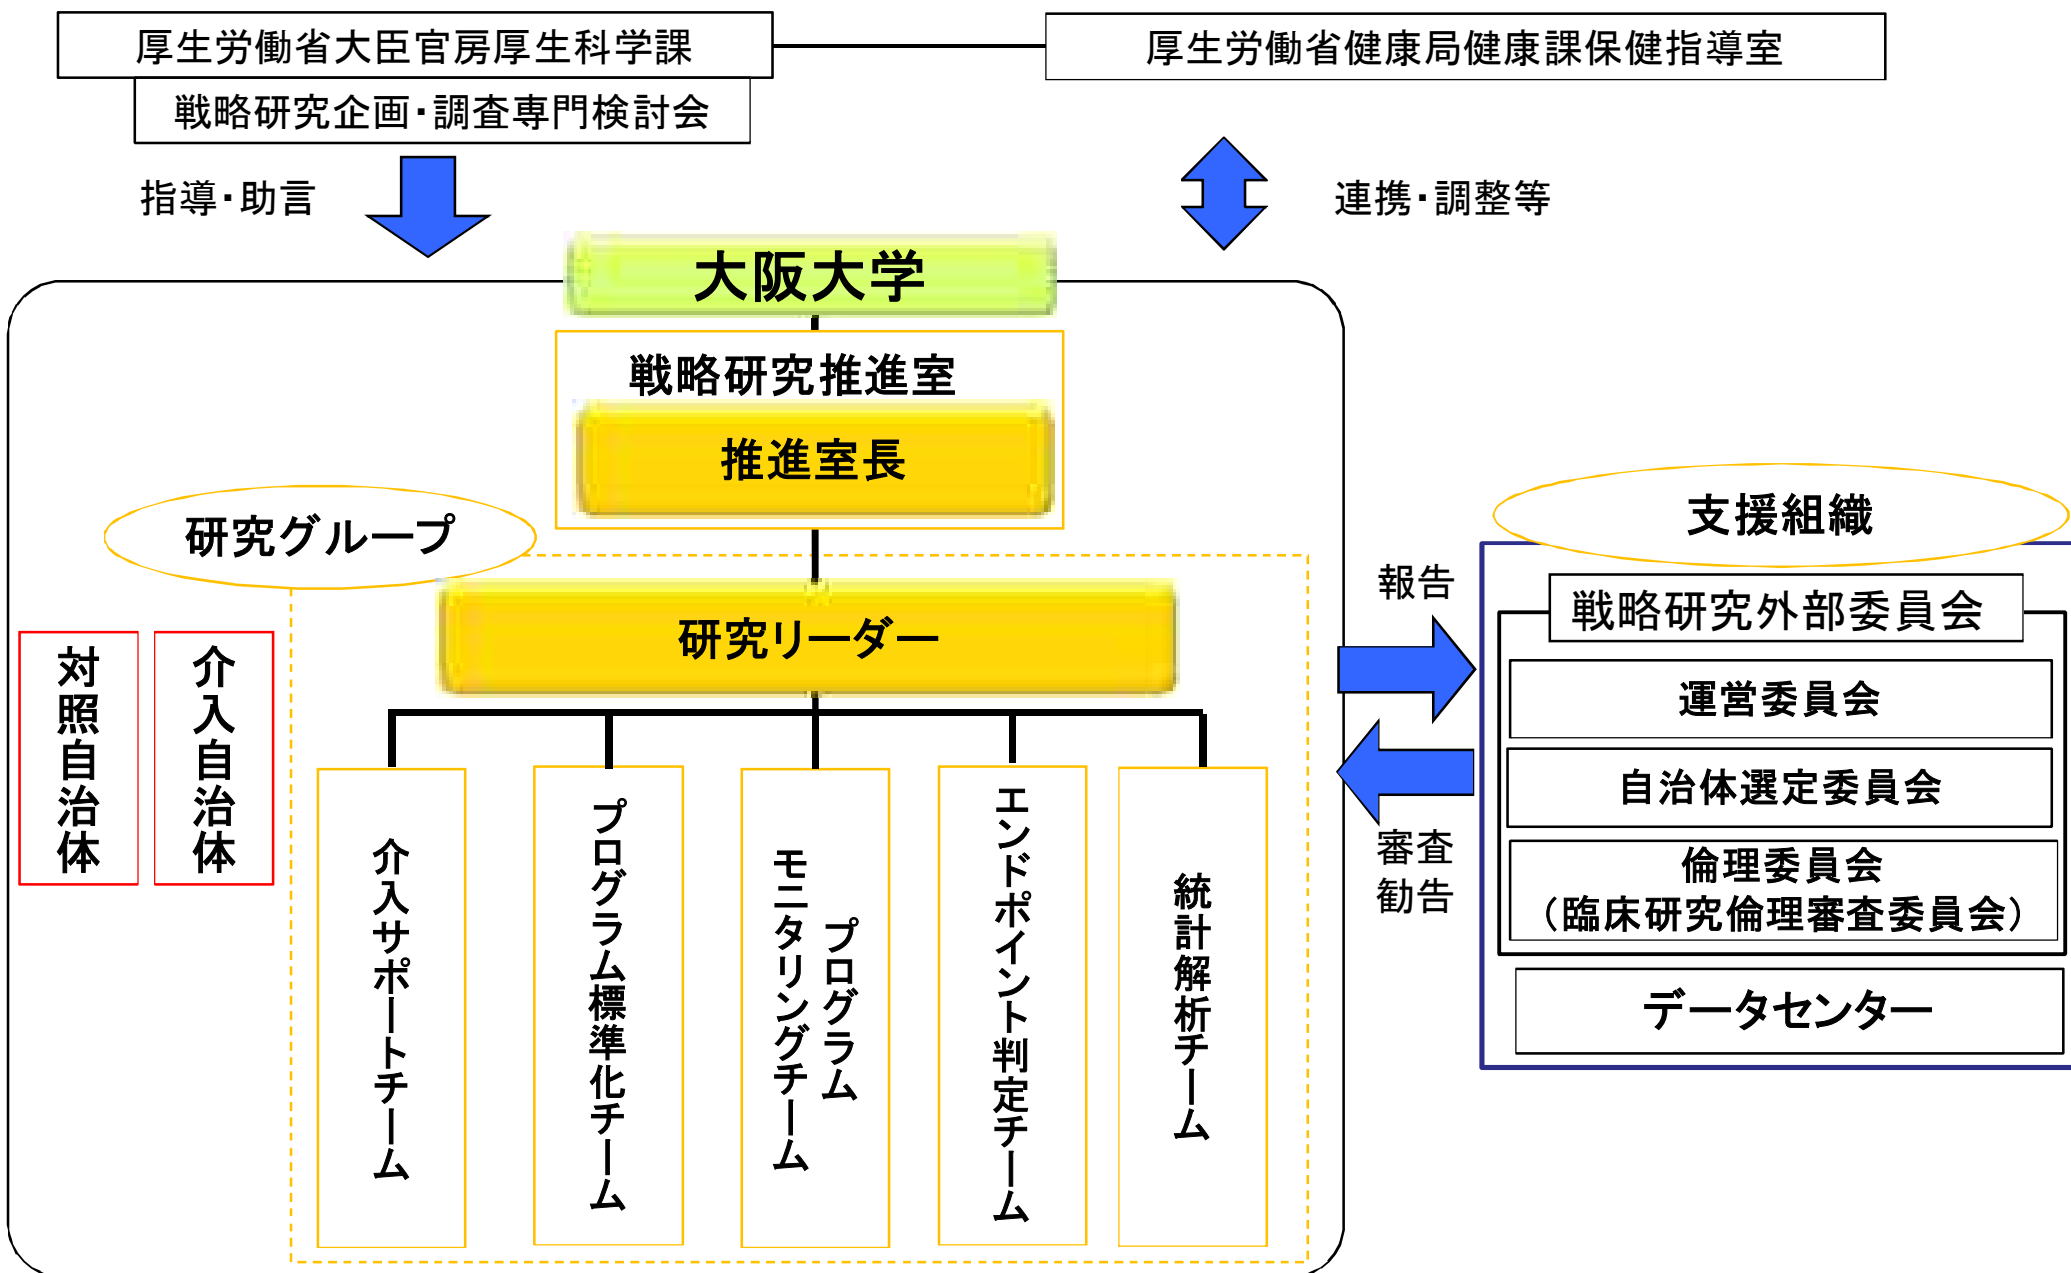 厚生労働省大臣官房厚生科学課
厚生労働省健康局健康課保健指導室
戦略研究企画・調査専門検討会
指導・助言
連携・調整等
大阪大学
戦略研究推進室
推進室長
研究グループ
研究リーダー
対照自治体
介入自治体
介入サポートチーム
プログラム標準化チーム
プログラム
モニタリングチーム
エンドポイント判定チーム
統計解析チーム
報告
審査
勧告
支援組織
戦略研究外部委員会
運営委員会
自治体選定委員会
倫理委員会
（臨床研究倫理審査委員会）
データセンター